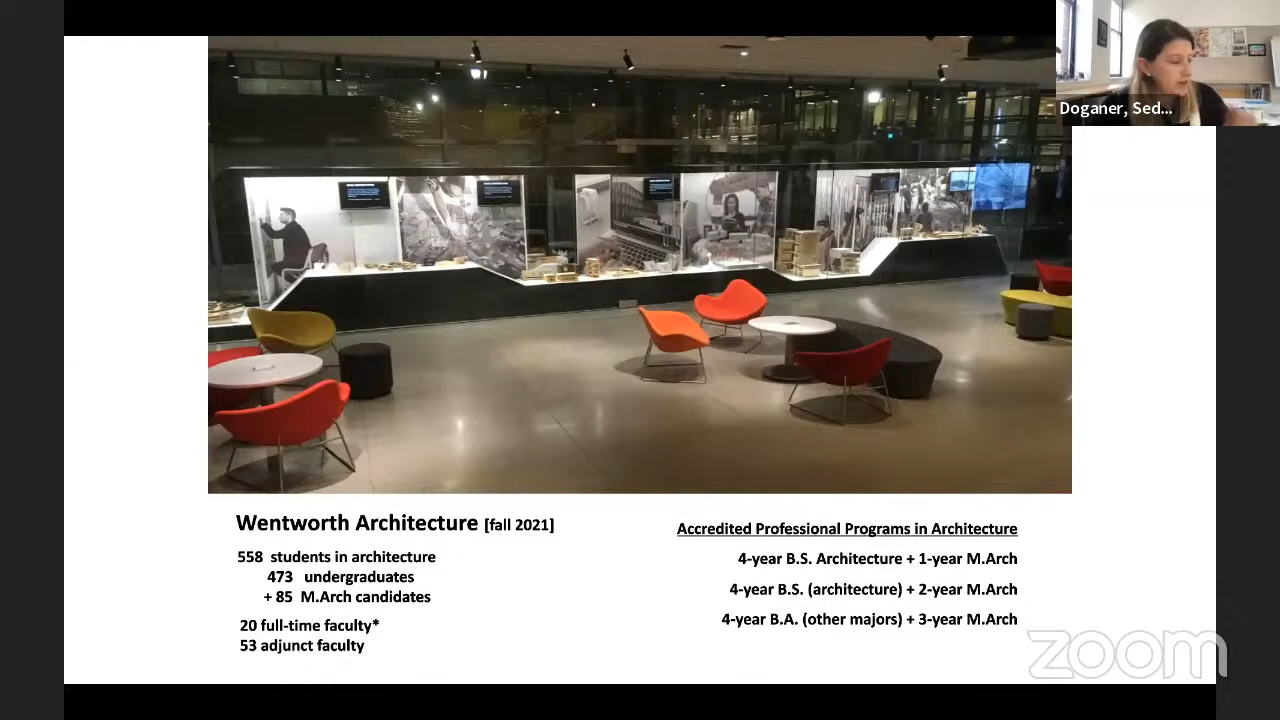 Doganer, Sed...
Wentworth Architecture [fall 2021]
558 students in architecture
473 undergraduates
+ 85 M.Arch candidates
20 full-time faculty*
53 adjunct faculty
Accredited Professional Programs in Architecture
4-year B.S. Architecture + 1-year M.Arch
4-year B.S. (architecture) + 2-year M.Arch
4-year B.A. (other majors) + 3-year M.Arch
zoom